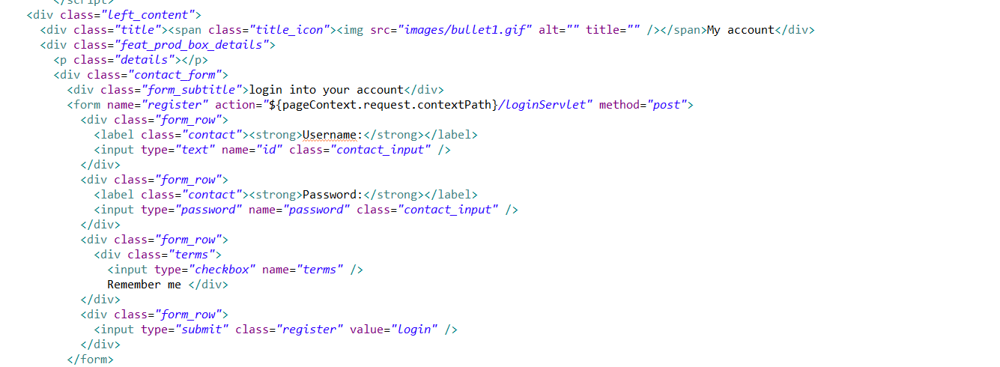 </script>
<div class="left_content">
<div class="title"><span class="title_icon"><img src="images/bullet1.gif" alt="" title="" /></span>My account</div>
<div class="feat_prod_box_details">
<p class="details"></p>
<div class="contact_form">
<div class="form_subtitle">login into your account</div>
<form name="register" action="${pageContext.request.contextPath}/loginServlet" method="post">
<div class="form_row">
<label class="contact"><strong>Username:</strong></label>
<input type="text" name="id" class="contact_input" />
</div>
<div class="form_row">
<label class="contact"><strong>Password:</strong></label>
<input type="password" name="password" class="contact_input" />
</div>
<div class="form_row">
<div class="terms">
<input type="checkbox" name="terms" />
Remember me </div>
</div>
<div class="form_row">
<input type="submit" class="register" value="login" />
</div>
</form>